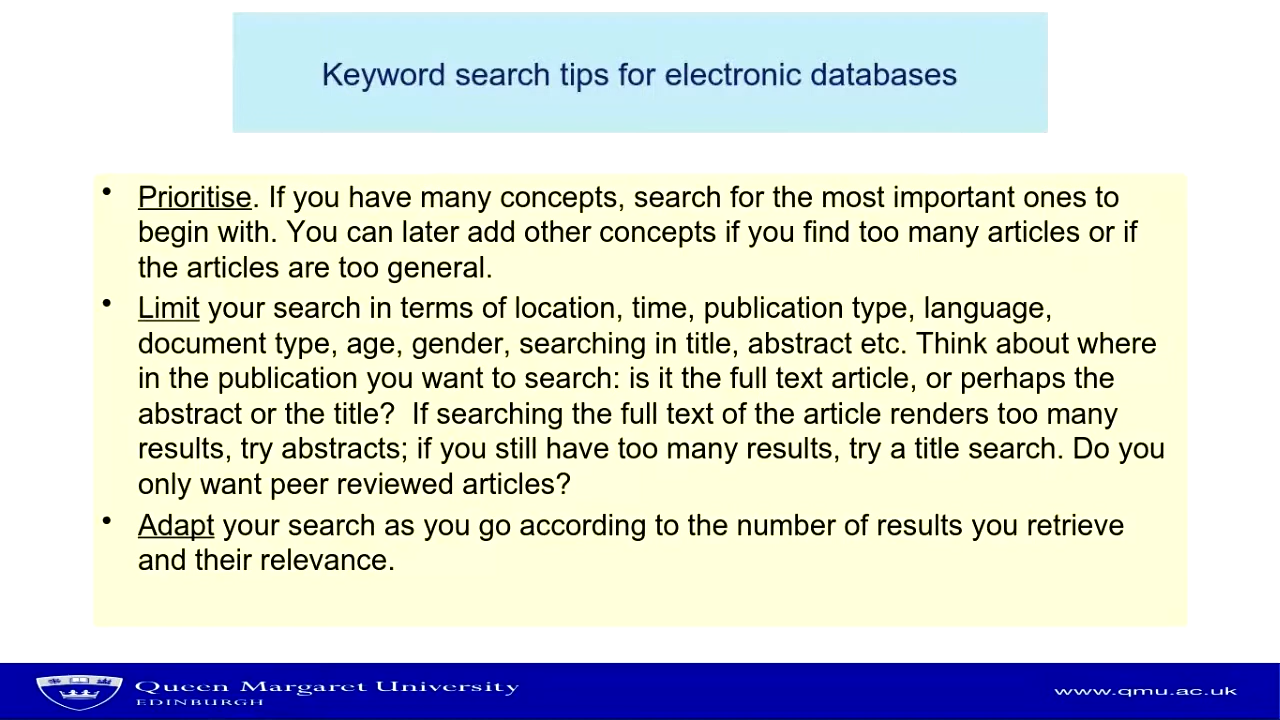 Keyword search tips for electronic databases
• Prioritise. If you have many concepts, search for the most important ones to
begin with. You can later add other concepts if you find too many articles or if
the articles are too general.
• Limit your search in terms of location, time, publication type, language,
document type, age, gender, searching in title, abstract etc. Think about where
in the publication you want to search: is it the full text article, or perhaps the
abstract or the title?  If searching the full text of the article renders too many
results, try abstracts; if you still have too many results, try a title search. Do you
only want peer reviewed articles?
• Adapt your search as you go according to the number of results you retrieve
and their relevance.
Queen Margaret University
EDINBURGH
www.qmu.ac.uk